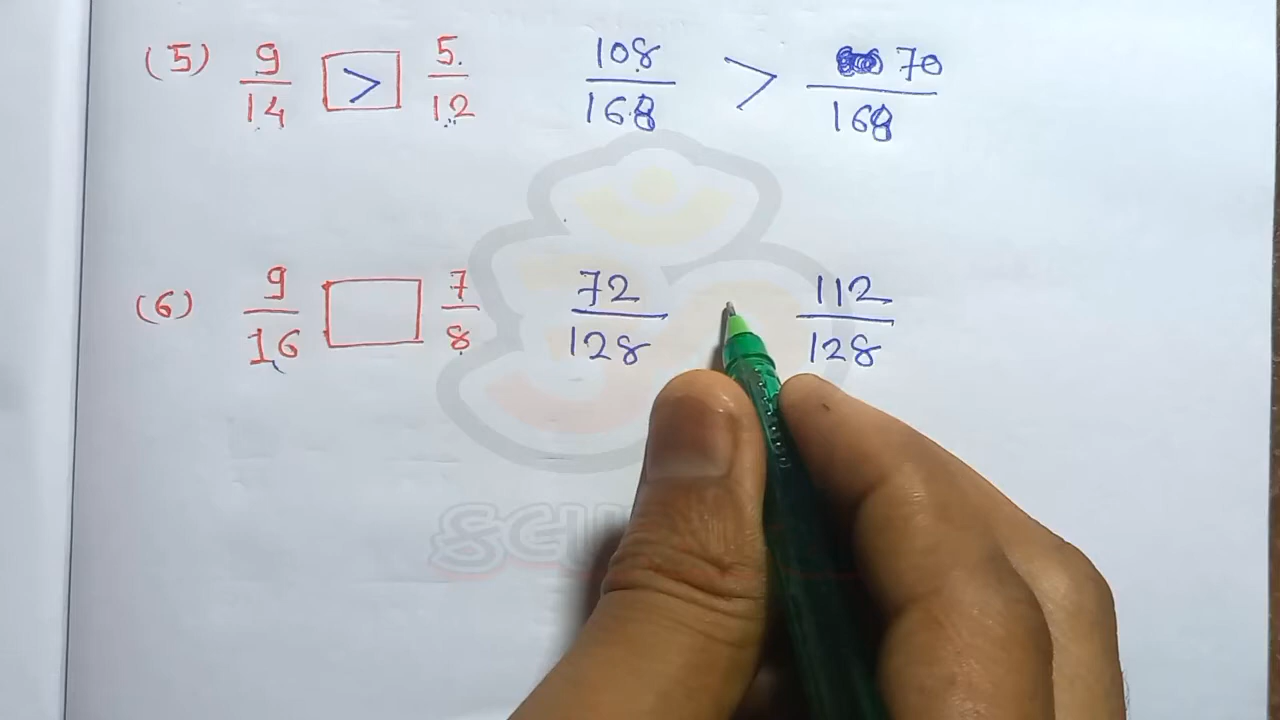 (5) 9/14 > 5/12 108/168 > 70/168
(6) 9/16 □ 7/8 72/128 112/128